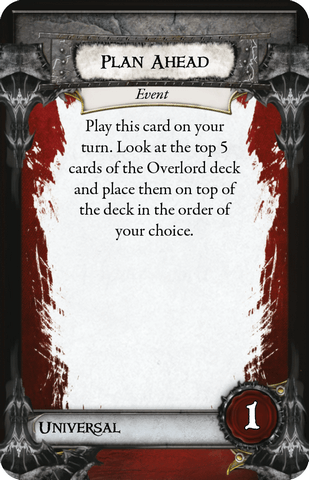 Plan Ahead
Event
Play this card on your
turn. Look at the top 5
cards of the Overlord deck
and place them on top of
the deck in the order of
your choice.
Universal
1